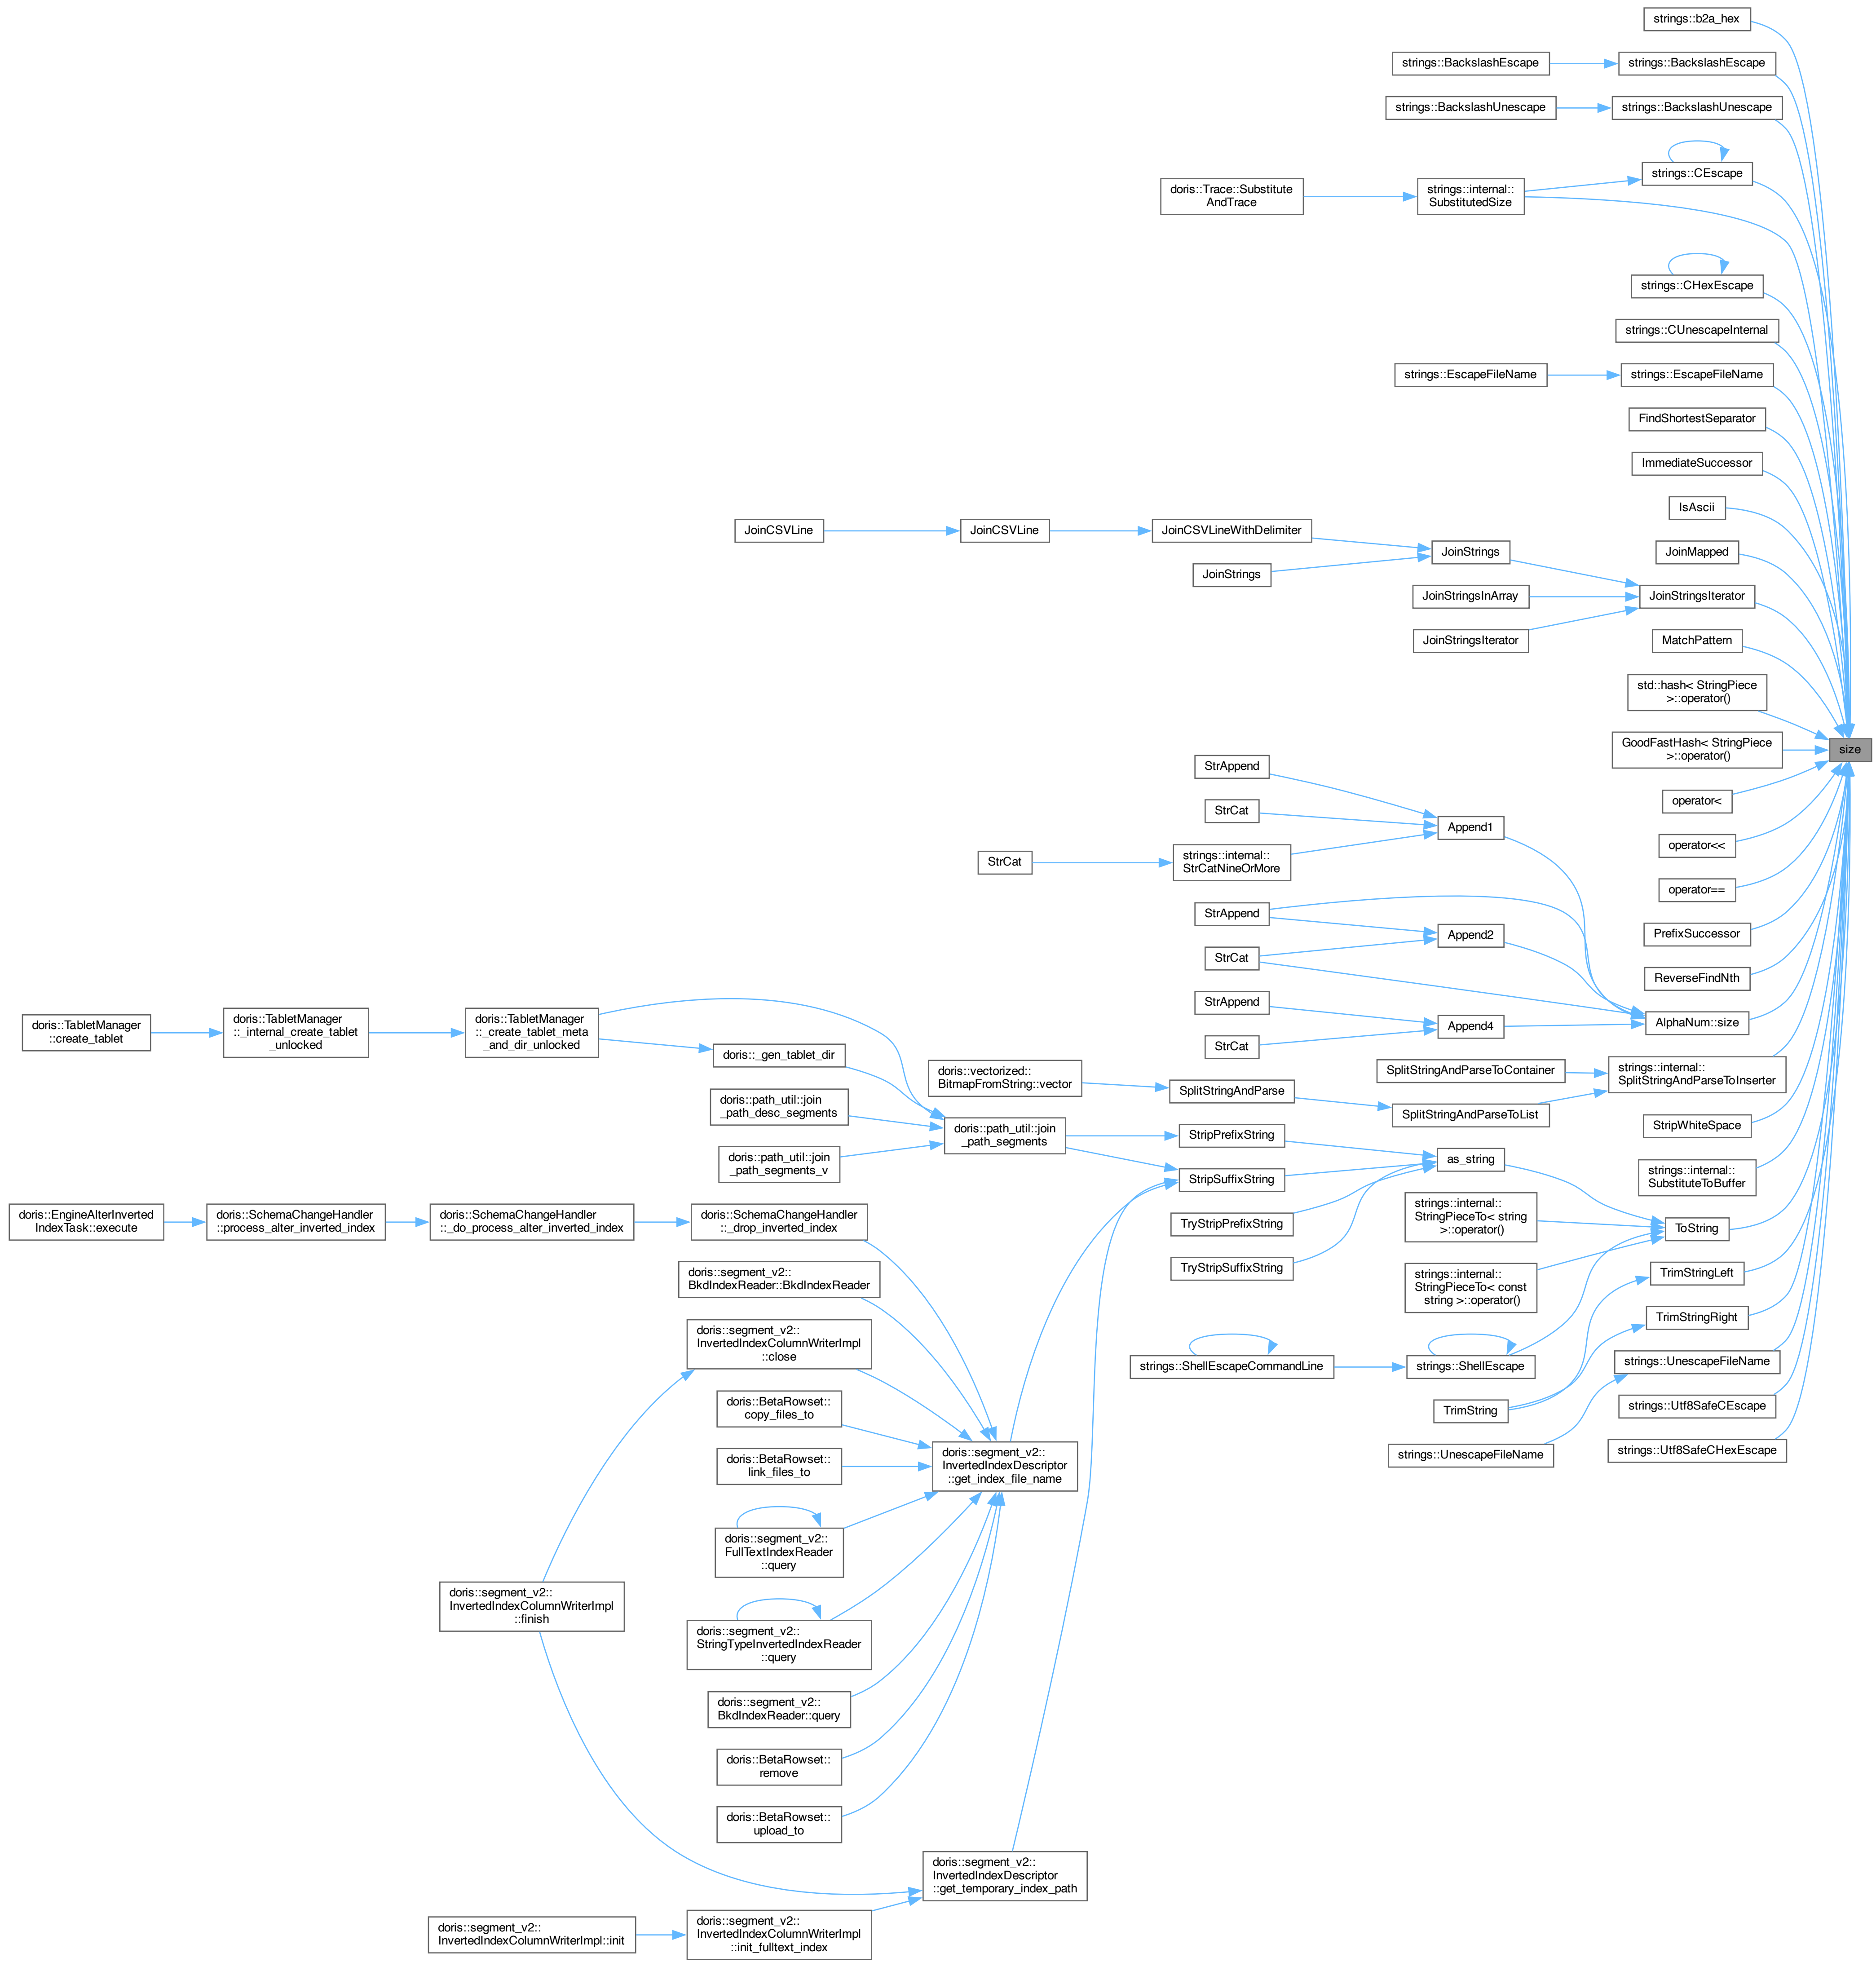 strings::b2a_hex
strings::BackslashEscape
strings::BackslashEscape
strings::BackslashUnescape
strings::BackslashUnescape
strings::CEscape
doris::Trace::Substitute
AndTrace
strings::internal::
SubstitutedSize
strings::CHexEscape
strings::CUnescapeInternal
strings::EscapeFileName
strings::EscapeFileName
FindShortestSeparator
ImmediateSuccessor
IsAscii
JoinCSVLine
JoinCSVLine
JoinCSVLineWithDelimiter
JoinStrings
JoinMapped
JoinStrings
JoinStringsInArray
JoinStringsIterator
JoinStringsIterator
MatchPattern
std::hash< StringPiece
>::operator()
GoodFastHash< StringPiece
>::operator()
size
StrAppend
operator<
StrCat
Append1
operator<<
StrCat
strings::internal::
StrCatNineOrMore
operator==
StrAppend
Append2
PrefixSuccessor
StrCat
ReverseFindNth
StrAppend
Append4
AlphaNum::size
StrCat
doris::TabletManager
::create_tablet
doris::TabletManager
::_internal_create_tablet
_unlocked
doris::TabletManager
::_create_tablet_meta
_and_dir_unlocked
doris::_gen_tablet_dir
doris::vectorized::
BitmapFromString::vector
SplitStringAndParse
SplitStringAndParseToContainer
SplitStringAndParseToList
strings::internal::
SplitStringAndParseToInserter
doris::path_util::join
_path_desc_segments
doris::path_util::join
_path_segments_v
doris::path_util::join
_path_segments
StripPrefixString
StripSuffixString
as_string
StripWhiteSpace
strings::internal::
SubstituteToBuffer
TryStripPrefixString
TryStripSuffixString
strings::internal::
StringPieceTo< string
>::operator()
strings::internal::
StringPieceTo< const
string >::operator()
ToString
TrimStringLeft
TrimStringRight
doris::EngineAlterInverted
IndexTask::execute
doris::SchemaChangeHandler
::process_alter_inverted_index
doris::SchemaChangeHandler
::_do_process_alter_inverted_index
doris::SchemaChangeHandler
::_drop_inverted_index
doris::segment_v2::
BkdIndexReader::BkdIndexReader
doris::segment_v2::
InvertedIndexColumnWriterImpl
::close
strings::ShellEscapeCommandLine
strings::ShellEscape
strings::UnescapeFileName
TrimString
strings::Utf8SafeCEscape
strings::UnescapeFileName
strings::Utf8SafeCHexEscape
doris::BetaRowset::
copy_files_to
doris::BetaRowset::
link_files_to
doris::segment_v2::
InvertedIndexDescriptor
::get_index_file_name
doris::segment_v2::
FullTextIndexReader
::query
doris::segment_v2::
InvertedIndexColumnWriterImpl
::finish
doris::segment_v2::
StringTypeInvertedIndexReader
::query
doris::segment_v2::
BkdIndexReader::query
doris::BetaRowset::
remove
doris::BetaRowset::
upload_to
doris::segment_v2::
InvertedIndexDescriptor
::get_temporary_index_path
doris::segment_v2::
InvertedIndexColumnWriterImpl::init
doris::segment_v2::
InvertedIndexColumnWriterImpl
::init_fulltext_index